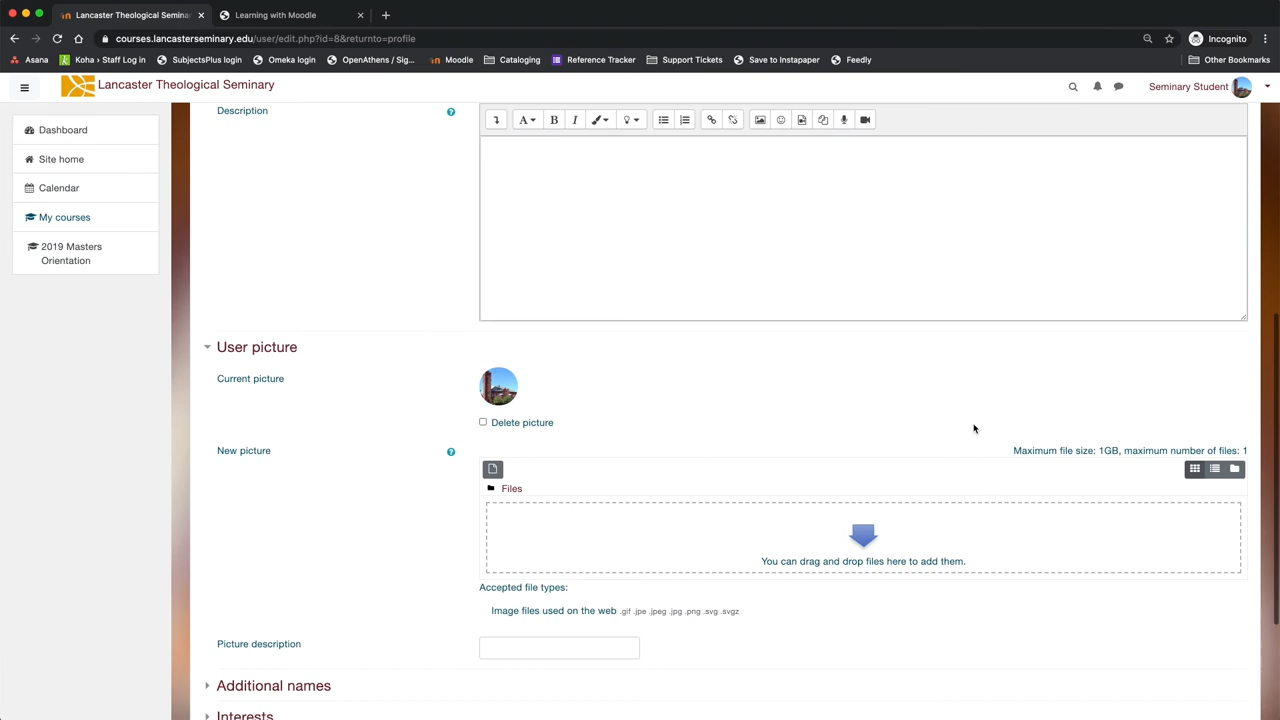 Lancaster Theological Semina
Learning with Moodle
courses.lancasterseminary.edu/user/edit.php?id=8&returnto=profile
Incognito
Asana
Koha › Staff Log in
SubjectsPlus login
Omeka login
OpenAthens / Sig...
Moodle
Cataloging
Reference Tracker
Support Tickets
Save to Instapaper
Feedly
Other Bookmarks
Lancaster Theological Seminary
Seminary Student
Dashboard
Site home
Calendar
My courses
2019 Masters
Orientation
Description
User picture
Current picture
Delete picture
New picture
Maximum file size: 1GB, maximum number of files: 1
Files
You can drag and drop files here to add them.
Accepted file types:
Image files used on the web .gif .jpe .jpeg .jpg .png .svg .svgz
Picture description
Additional names
Interests